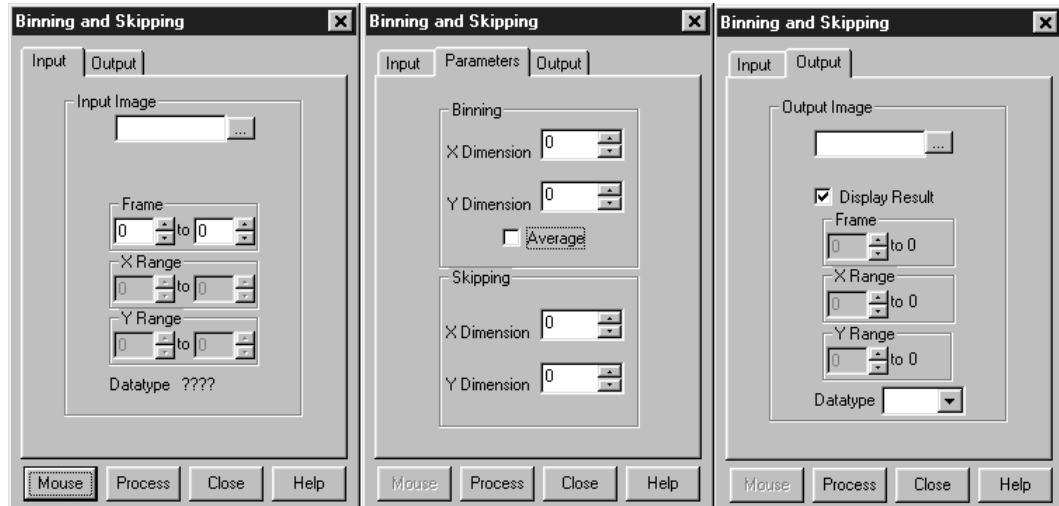 Binning and Skipping
Input Output
Input Image
...
Frame
0 to 0
X Range
0 to 0
Y Range
0 to 0
Datatype ????
Mouse Process Close Help
Binning and Skipping
Input Parameters Output
Binning
X Dimension 0
Y Dimension 0
Average
Skipping
X Dimension 0
Y Dimension 0
Mouse Process Close Help
Binning and Skipping
Input Output
Output Image
...
Display Result
Frame
0 to 0
X Range
0 to 0
Y Range
0 to 0
Datatype
Mouse Process Close Help